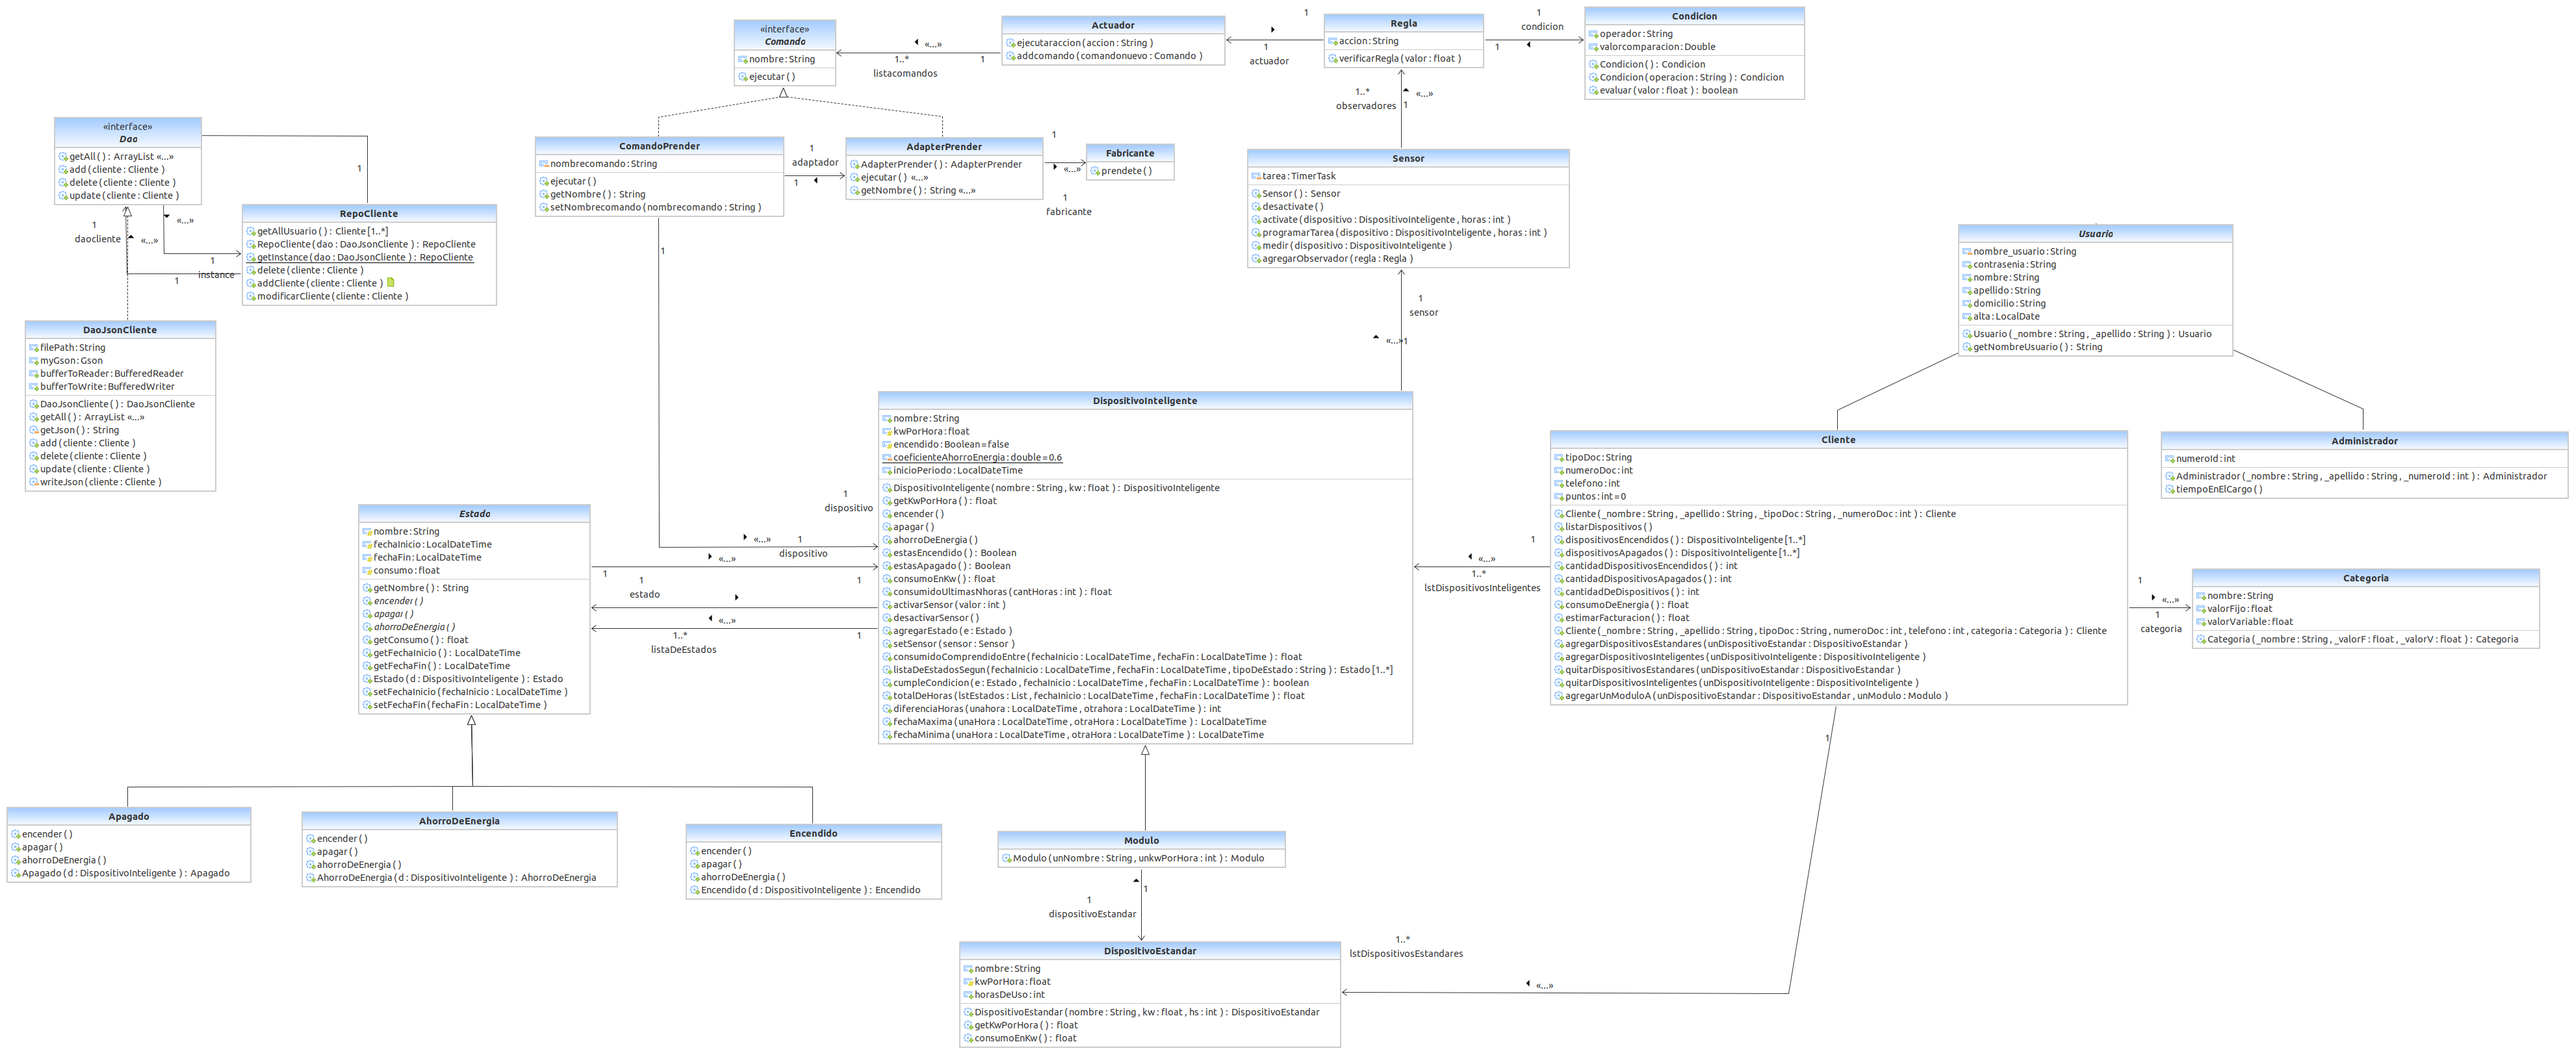 «interface»
Comando
nombre:String
ejecutar ( )
«...»
1..*
listacomandos
1
Actuador
ejecutaraccion (accion : String )
addcomando (comandonuevo : Comando )
1
1
actuador
Regla
accion:String
verificarRegla (valor : float )
1
condicion
1
Condicion
operador:String
valorcomparacion:Double
Condicion ( ) : Condicion
Condicion (operacion : String ) : Condicion
evaluar (valor : float ) : boolean
1..*
observadores
«...»
1
«interface»
Dao
getAll ( ) : ArrayList «...»
add (cliente : Cliente )
delete (cliente : Cliente )
update (cliente : Cliente )
1
ComandoPrender
nombrecomando:String
ejecutar ( )
getNombre ( ) : String
setNombrecomando (nombrecomando : String )
1
adaptador
1
AdapterPrender
AdapterPrender ( ) : AdapterPrender
ejecutar ( ) «...»
getNombre ( ) : String «...»
1
«...»
1
fabricante
Fabricante
prendete ( )
Sensor
tarea:TimerTask
Sensor ( ) : Sensor
desactivate ( )
activate (dispositivo : DispositivoInteligente , horas : int )
programarTarea (dispositivo : DispositivoInteligente , horas : int )
medir (dispositivo : DispositivoInteligente )
agregarObservador (regla : Regla )
1
daocliente
«...»
«...»
1
instance
1
RepoCliente
getAllUsuario ( ) : Cliente [1..*]
RepoCliente (dao : DaoJsonCliente ) : RepoCliente
getInstance (dao : DaoJsonCliente ) : RepoCliente
delete (cliente : Cliente )
addCliente (cliente : Cliente )
modificarCliente (cliente : Cliente )
1
Usuario
nombre_usuario:String
contrasenia:String
nombre:String
apellido:String
domicilio:String
alta:LocalDate
Usuario (_nombre : String , _apellido : String ) : Usuario
getNombreUsuario ( ) : String
1
sensor
«...»
1
DaoJsonCliente
filePath:String
myGson:Gson
bufferToReader:BufferedReader
bufferToWrite:BufferedWriter
DaoJsonCliente ( ) : DaoJsonCliente
getAll ( ) : ArrayList «...»
getJson ( ) : String
add (cliente : Cliente )
delete (cliente : Cliente )
update (cliente : Cliente )
writeJson (cliente : Cliente )
DispositivoInteligente
nombre:String
kwPorHora:float
encendido:Boolean=false
coeficienteAhorroEnergia:double=0.6
inicioPeriodo:LocalDateTime
DispositivoInteligente (nombre : String , kw : float ) : DispositivoInteligente
getKwPorHora ( ) : float
encender ( )
apagar ( )
ahorroDeEnergia ( )
estasEncendido ( ) : Boolean
estasApagado ( ) : Boolean
consumoEnKw ( ) : float
consumidoUltimasNhoras (cantHoras : int ) : float
activarSensor (valor : int )
desactivarSensor ( )
agregarEstado (e : Estado )
setSensor (sensor : Sensor )
consumidoComprendidoEntre (fechaInicio : LocalDateTime , fechaFin : LocalDateTime ) : float
listaDeEstadosSegun (fechaInicio : LocalDateTime , fechaFin : LocalDateTime , tipoDeEstado : String ) : Estado [1..*]
cumpleCondicion (e : Estado , fechaInicio : LocalDateTime , fechaFin : LocalDateTime ) : boolean
totalDeHoras (lstEstados : List , fechaInicio : LocalDateTime , fechaFin : LocalDateTime ) : float
diferenciaHoras (unahora : LocalDateTime , otrahora : LocalDateTime ) : int
fechaMaxima (unaHora : LocalDateTime , otraHora : LocalDateTime ) : LocalDateTime
fechaMinima (unaHora : LocalDateTime , otraHora : LocalDateTime ) : LocalDateTime
Cliente
tipoDoc:String
numeroDoc:int
telefono:int
puntos:int=0
Cliente (_nombre : String , _apellido : String , _tipoDoc : String , _numeroDoc : int ) : Cliente
listarDispositivos ( )
dispositivosEncendidos ( ) : DispositivoInteligente [1..*]
dispositivosApagados ( ) : DispositivoInteligente [1..*]
cantidadDispositivosEncendidos ( ) : int
cantidadDispositivosApagados ( ) : int
cantidadDeDispositivos ( ) : int
consumoDeEnergia ( ) : float
estimarFacturacion ( ) : float
Cliente (_nombre : String , _apellido : String , tipoDoc : String , numeroDoc : int , telefono : int , categoria : Categoria ) : Cliente
agregarDispositivosEstandares (unDispositivoEstandar : DispositivoEstandar )
agregarDispositivosInteligentes (unDispositivoInteligente : DispositivoInteligente )
quitarDispositivosEstandares (unDispositivoEstandar : DispositivoEstandar )
quitarDispositivosInteligentes (unDispositivoInteligente : DispositivoInteligente )
agregarUnModuloA (unDispositivoEstandar : DispositivoEstandar , unModulo : Modulo )
Administrador
numeroId:int
Administrador (_nombre : String , _apellido : String , _numeroId : int ) : Administrador
tiempoEnElCargo ( )
1
dispositivo
«...»
1
dispositivo
«...»
1
1
estado
1
«...»
1..*
listaDeEstados
1
Estado
nombre:String
fechaInicio:LocalDateTime
fechaFin:LocalDateTime
consumo:float
getNombre ( ) : String
encender ( )
apagar ( )
ahorroDeEnergia ( )
getConsumo ( ) : float
getFechaInicio ( ) : LocalDateTime
getFechaFin ( ) : LocalDateTime
Estado (d : DispositivoInteligente ) : Estado
setFechaInicio (fechaInicio : LocalDateTime )
setFechaFin (fechaFin : LocalDateTime )
1
«...»
1..*
lstDispositivosInteligentes
1
«...»
1
categoria
Categoria
nombre:String
valorFijo:float
valorVariable:float
Categoria (_nombre : String , _valorF : float , _valorV : float ) : Categoria
1
Apagado
encender ( )
apagar ( )
ahorroDeEnergia ( )
Apagado (d : DispositivoInteligente ) : Apagado
AhorroDeEnergia
encender ( )
apagar ( )
ahorroDeEnergia ( )
AhorroDeEnergia (d : DispositivoInteligente ) : AhorroDeEnergia
Encendido
encender ( )
apagar ( )
ahorroDeEnergia ( )
Encendido (d : DispositivoInteligente ) : Encendido
Modulo
Modulo (unNombre : String , unkwPorHora : int ) : Modulo
1
1
dispositivoEstandar
1..*
lstDispositivosEstandares
«...»
DispositivoEstandar
nombre:String
kwPorHora:float
horasDeUso:int
DispositivoEstandar (nombre : String , kw : float , hs : int ) : DispositivoEstandar
getKwPorHora ( ) : float
consumoEnKw ( ) : float